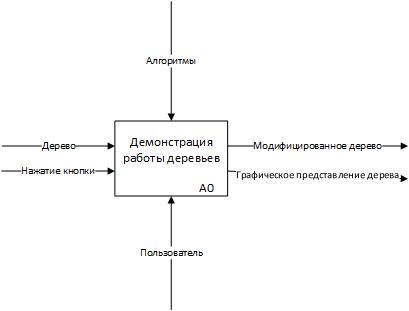 Алгоритмы
Дерево
Нажатие кнопки
Демонстрация
работы деревьев
A0
Модифицированное дерево
Графическое представление дерева
Пользователь